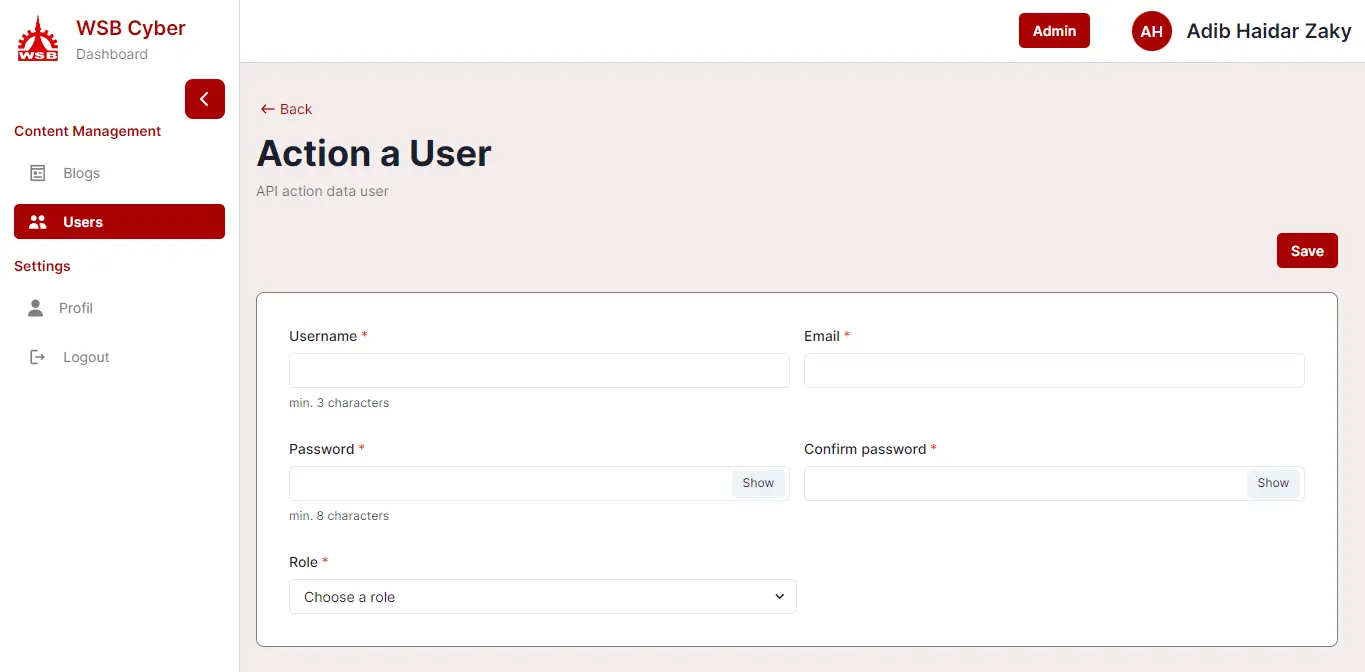 WSB
WSB Cyber
Dashboard
Admin
AH
Adib Haidar Zaky
Content Management
Blogs
Users
Settings
Profil
Logout
← Back
Action a User
API action data user
Save
Username *
Email *
min. 3 characters
Password *
Confirm password *
Show
Show
min. 8 characters
Role *
Choose a role